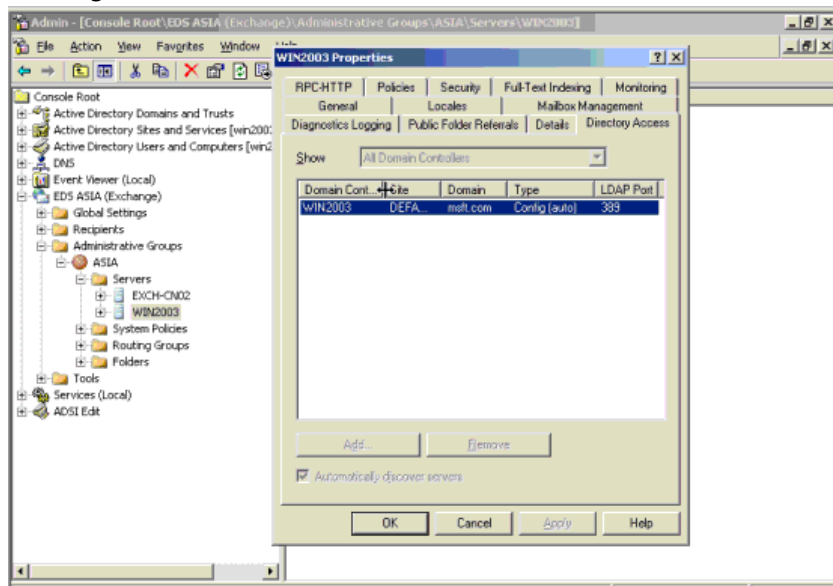 Admin - [Console Root\EDS ASIA (Exchange)\Administrative Groups\ASIA\Servers\WIN2003]
File Action View Favorites Window
WIN2003 Properties
RPC-HTTP Policies Security Full-Text Indexing Monitoring
General Locales Mailbox Management
Diagnostics Logging Public Folder Referrals Details Directory Access
Show All Domain Controllers
Domain Cont... Site Domain Type LDAP Port
WIN2003 DEFA... msft.com Config (auto) 389
Add... Remove
Automatically discover servers
OK Cancel Apply Help
Console Root
Active Directory Domains and Trusts
Active Directory Sites and Services [win200
Active Directory Users and Computers [win2
DNS
Event Viewer (Local)
EDS ASIA (Exchange)
Global Settings
Recipients
Administrative Groups
ASIA
Servers
EXCH-CN02
WIN2003
System Policies
Routing Groups
Folders
Tools
Services (Local)
ADSI Edit